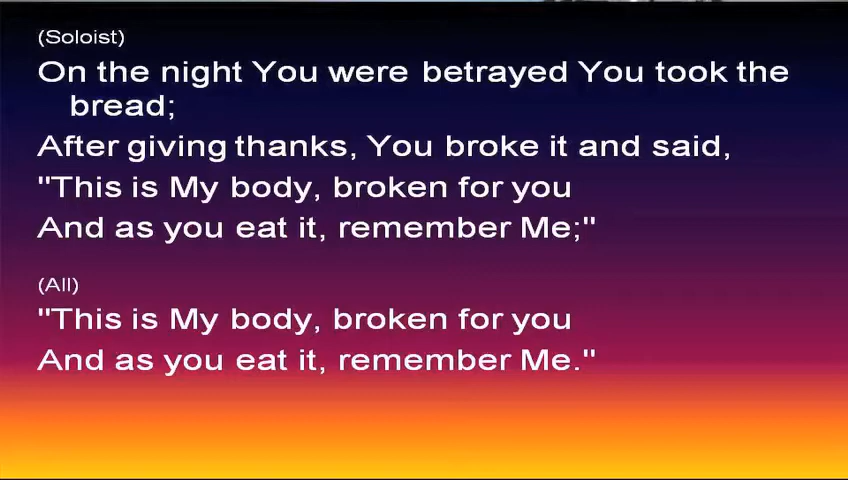 (Soloist)
On the night You were betrayed You took the
bread;
After giving thanks, You broke it and said,
"This is My body, broken for you
And as you eat it, remember Me;"
(All)
"This is My body, broken for you
And as you eat it, remember Me."